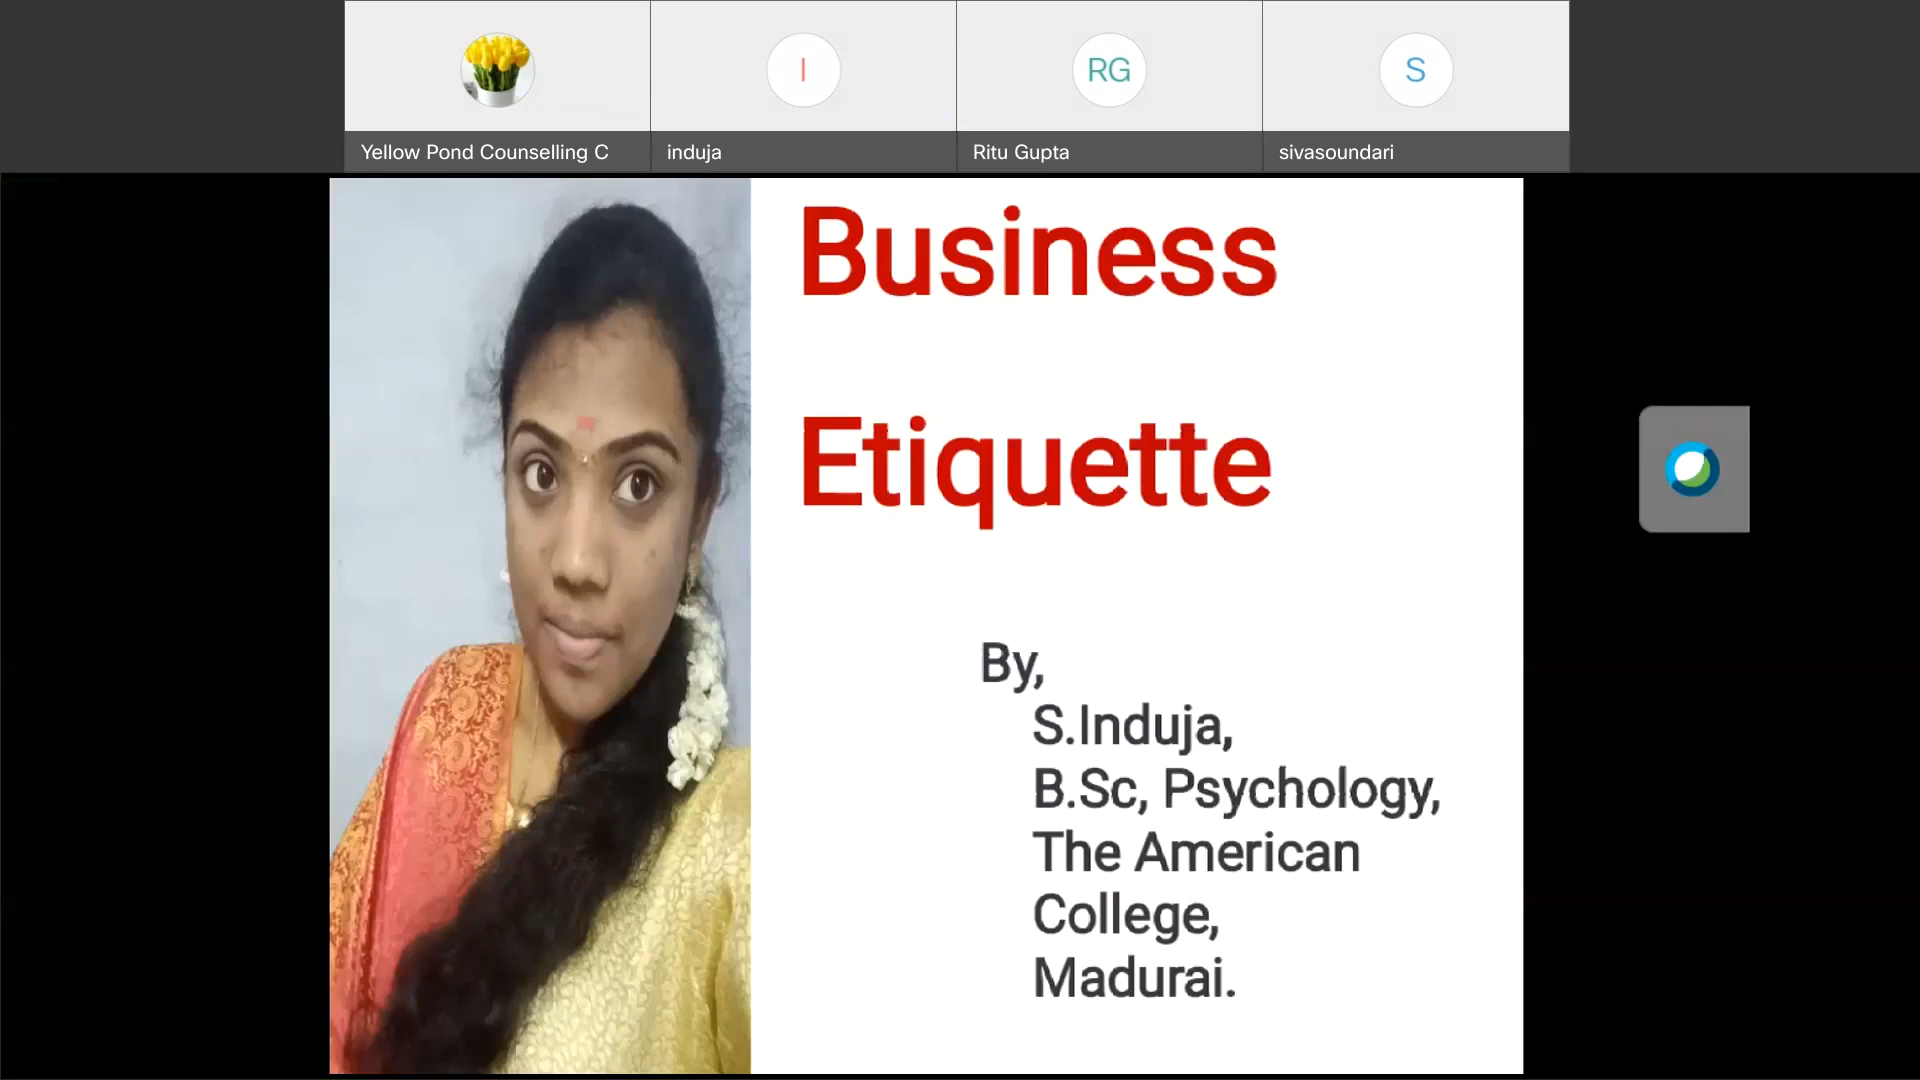 I
RG
S
Yellow Pond Counselling C
induja
Ritu Gupta
sivasoundari
Business
Etiquette
By,
S.Induja,
B.Sc, Psychology,
The American
College,
Madurai.